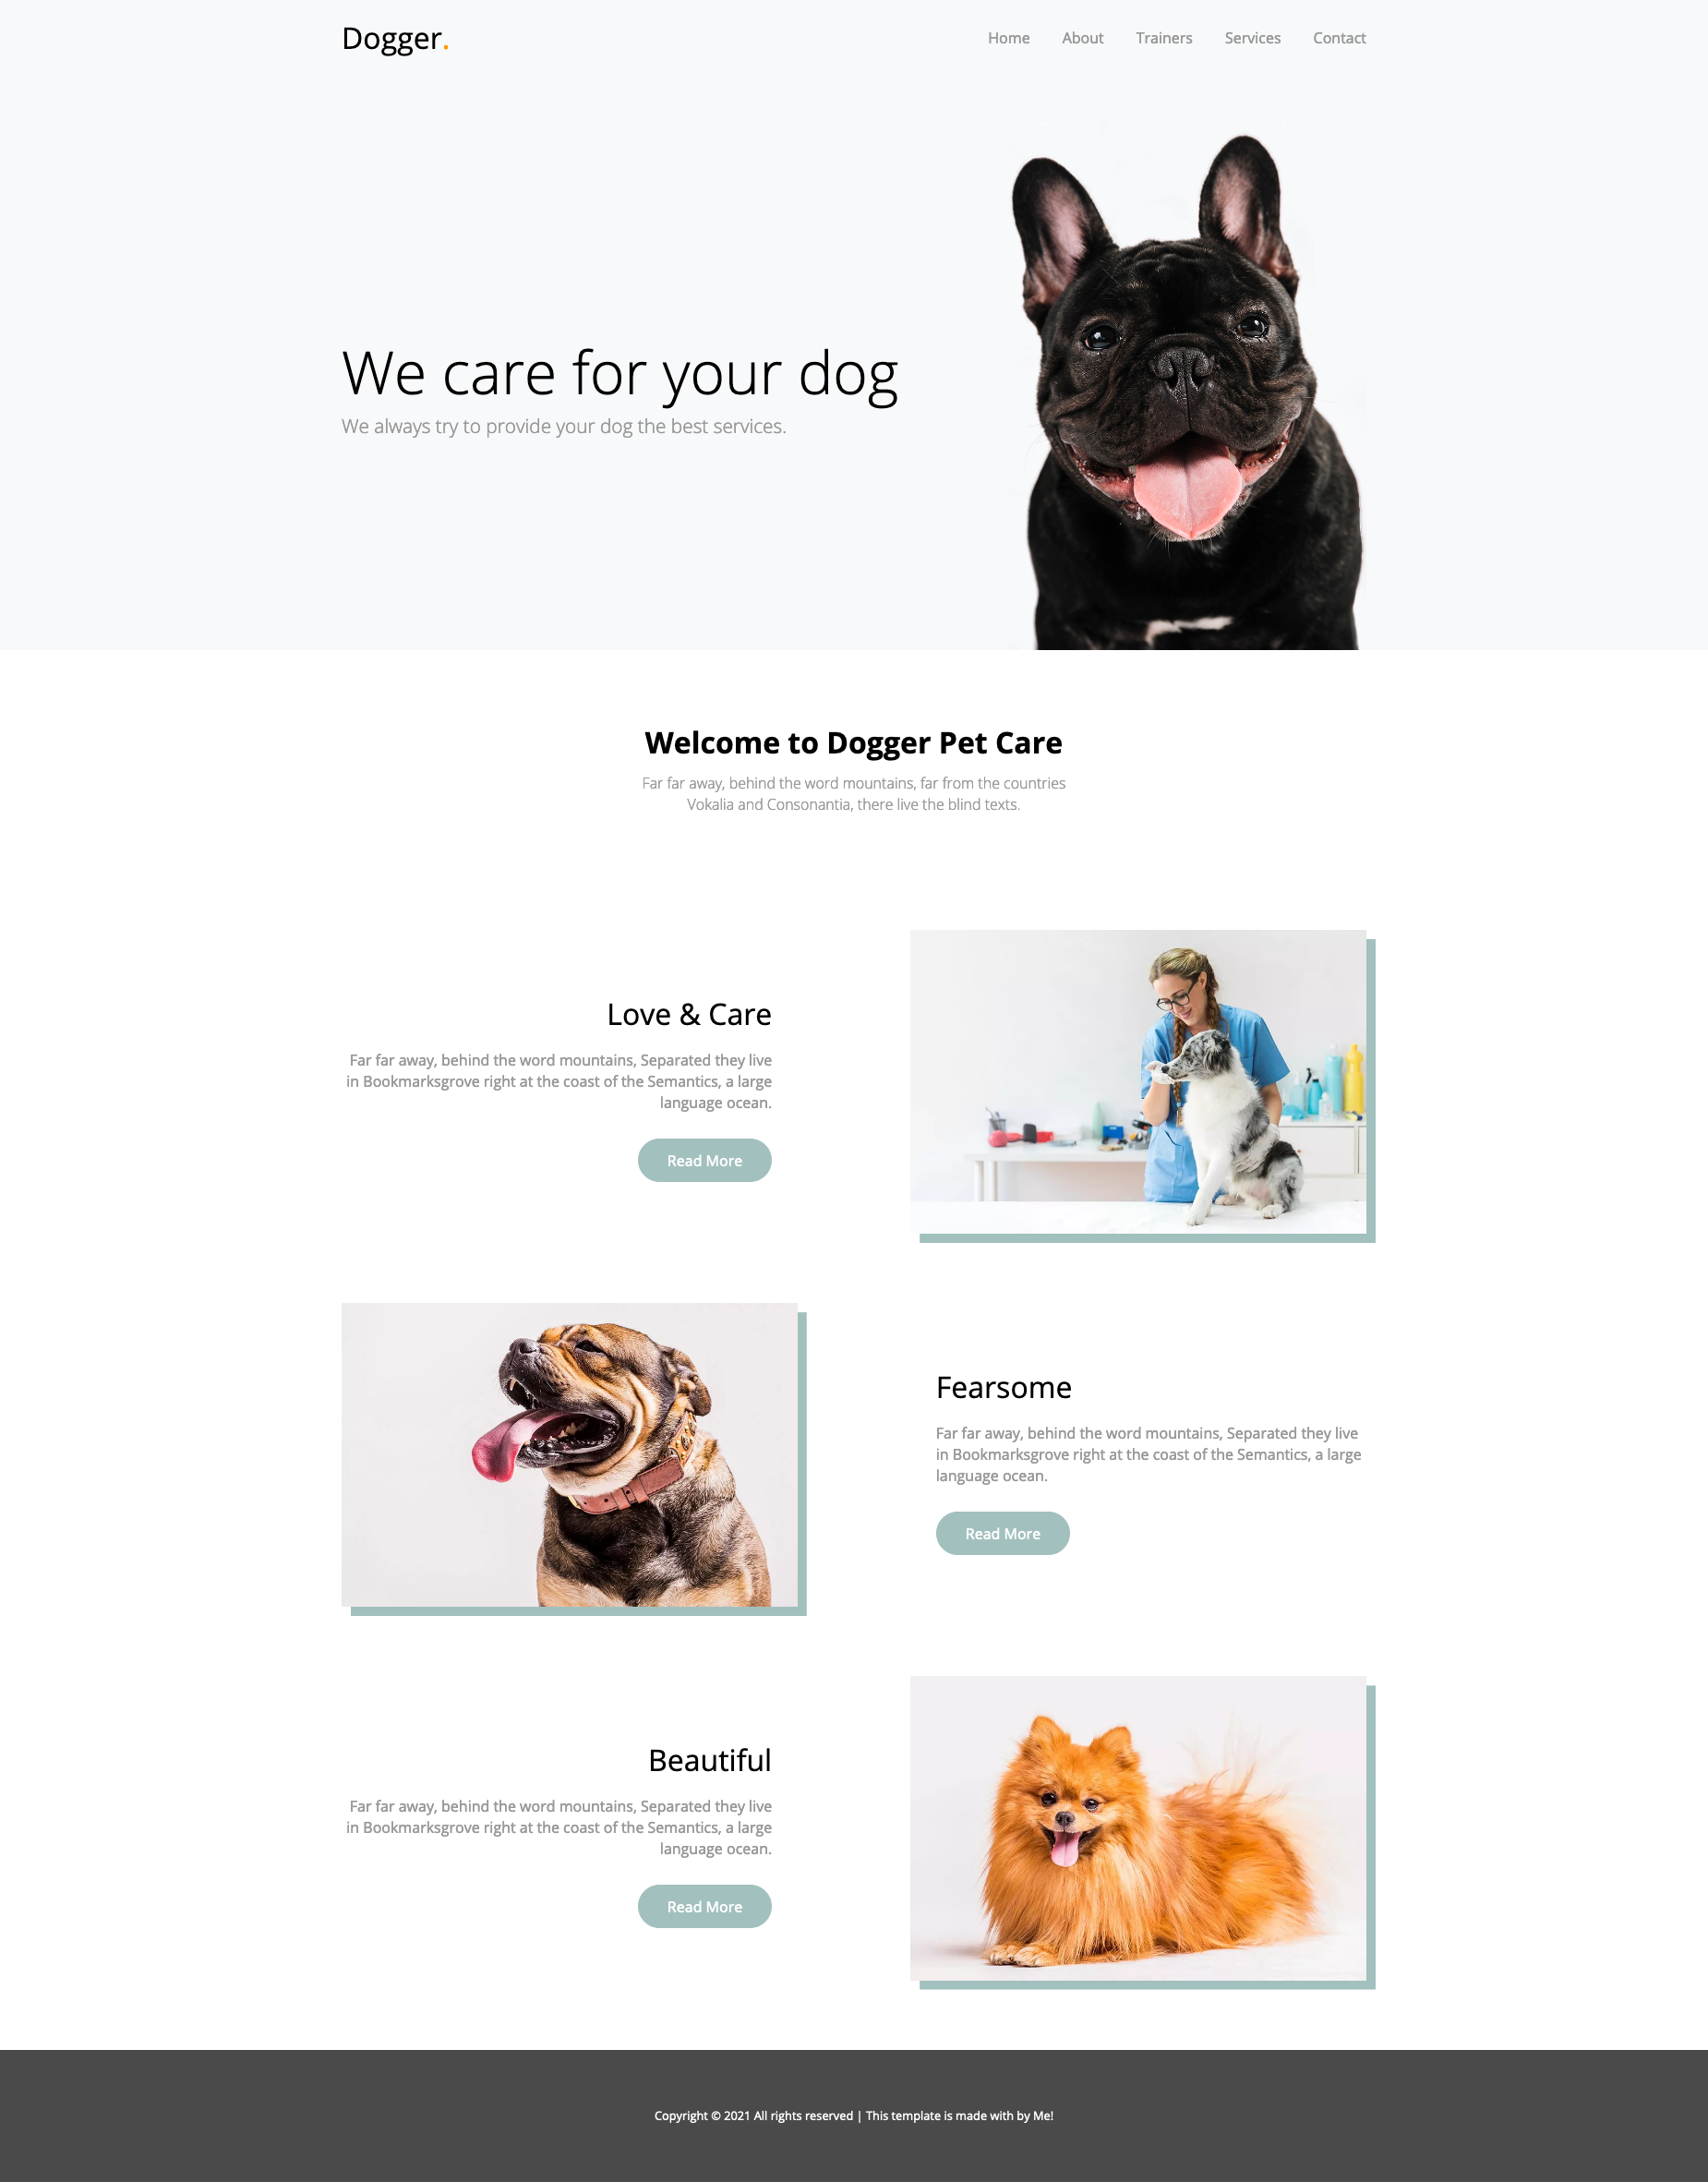 Dogger.
Home About Trainers Services Contact
We care for your dog
We always try to provide your dog the best services.
Welcome to Dogger Pet Care
Far far away, behind the word mountains, far from the countries
Vokalia and Consonantia, there live the blind texts.
Love & Care
Far far away, behind the word mountains, Separated they live
in Bookmarksgrove right at the coast of the Semantics, a large
language ocean.
Read More
Fearsome
Far far away, behind the word mountains, Separated they live
in Bookmarksgrove right at the coast of the Semantics, a large
language ocean.
Read More
Beautiful
Far far away, behind the word mountains, Separated they live
in Bookmarksgrove right at the coast of the Semantics, a large
language ocean.
Read More
Copyright © 2021 All rights reserved | This template is made with by Me!